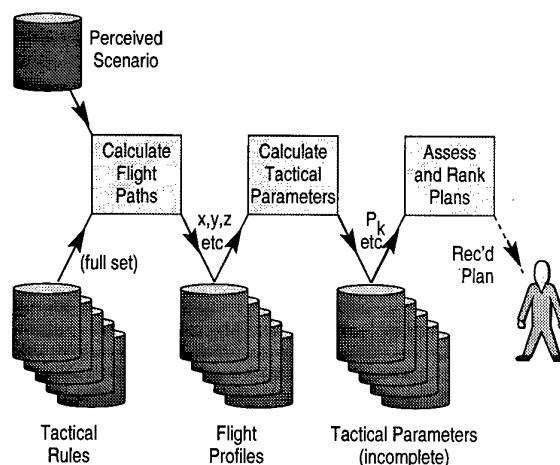 Perceived
Scenario
Calculate
Flight
Paths
Calculate
Tactical
Parameters
Assess
and Rank
Plans
x,y,z
etc
Pk
etc
(full set)
Rec'd
Plan
Tactical
Rules
Flight
Profiles
Tactical Parameters
(incomplete)